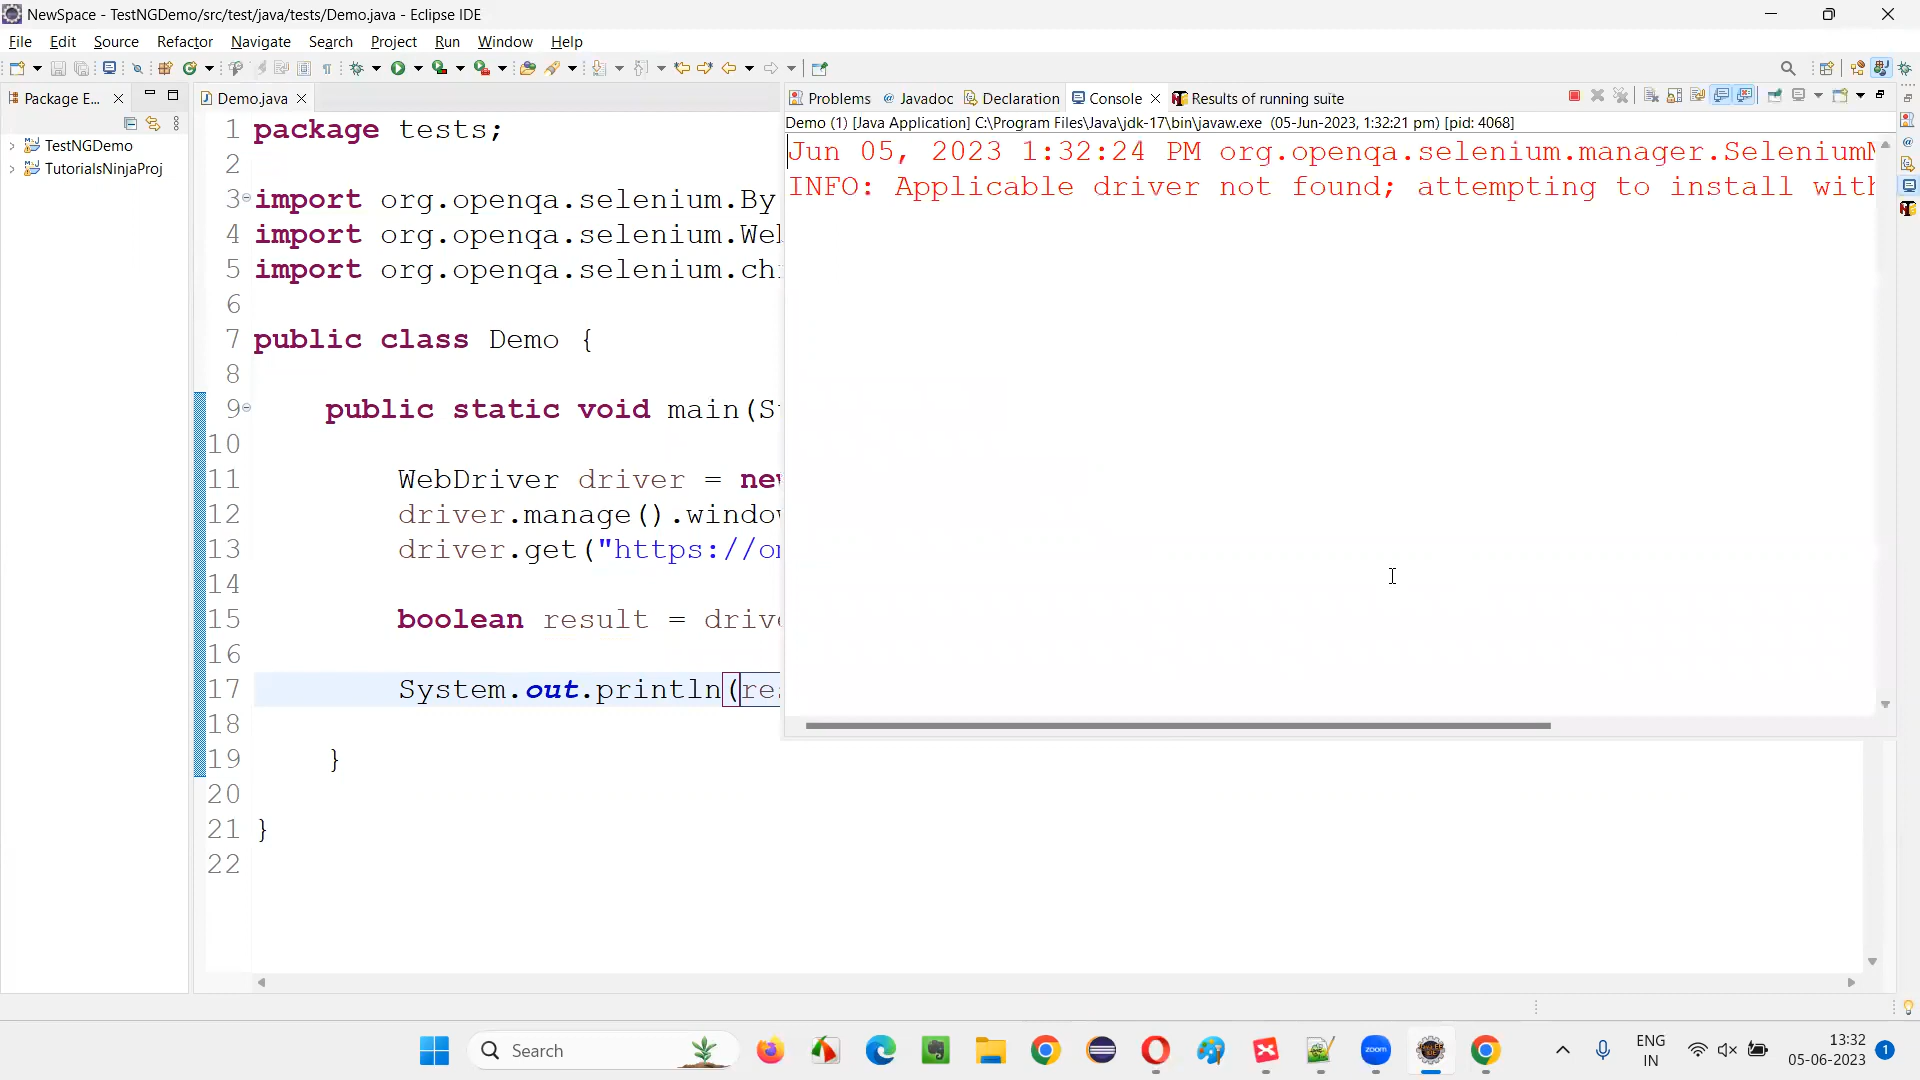 NewSpace - TestNGDemo/src/test/java/tests/Demo.java - Eclipse IDE
File Edit Source Refactor Navigate Search Project Run Window Help
Package E...
TestNGDemo
TutorialsNinjaProj
Demo.java
1 package tests;
2
3 import org.openqa.selenium.By
4 import org.openqa.selenium.We
5 import org.openqa.selenium.ch
6
7 public class Demo {
8
9 public static void main(S
10
11 WebDriver driver = new
12 driver.manage().window
13 driver.get("https://o
14
15 boolean result = drive
16
17 System.out.println(res
18
19 }
20
21 }
22
Problems Javadoc Declaration Console Results of running suite
Demo (1) [Java Application] C:\Program Files\Java\jdk-17\bin\javaw.exe (05-Jun-2023, 1:32:21 pm) [pid: 4068]
Jun 05, 2023 1:32:24 PM org.openqa.selenium.manager.Selenium
INFO: Applicable driver not found; attempting to install with
Search
zoom
ENG
IN
13:32
05-06-2023
1